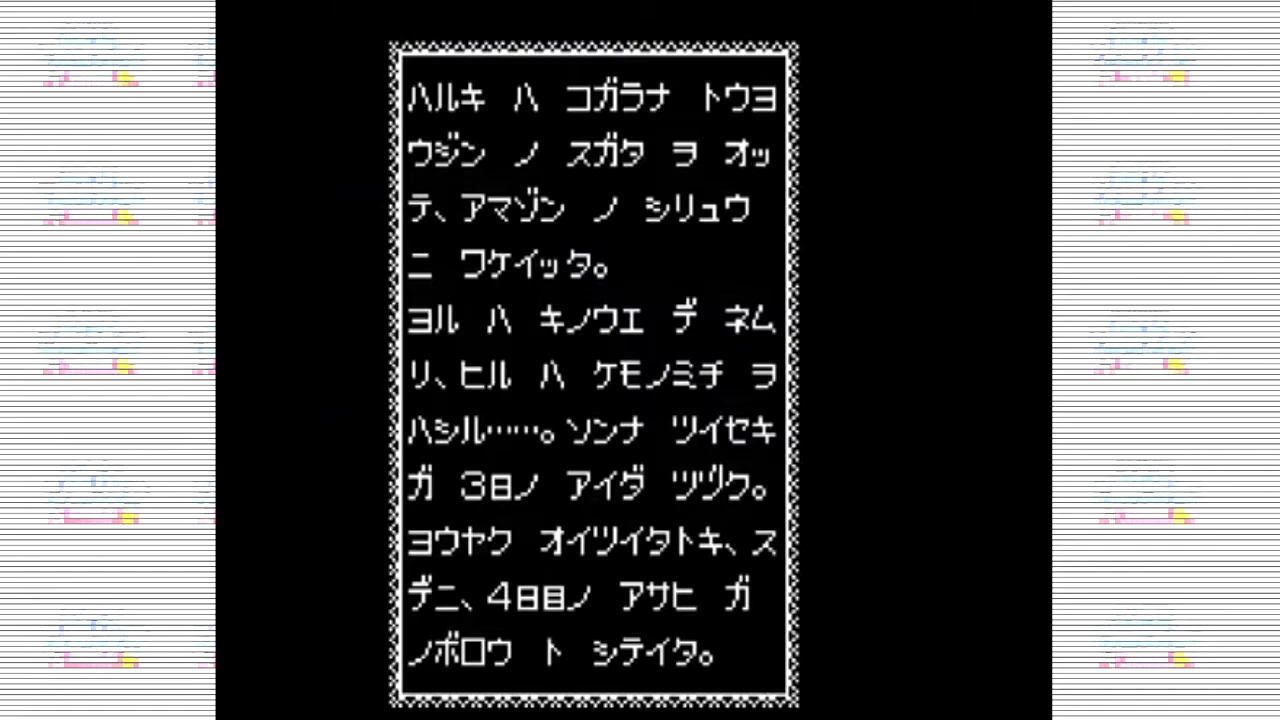 ハルキ ハ コガラナ トウヨ
ウジン ノ スガタ ヲ オッ
テ、アマゾン ノ シリュウ
ニ ワケイッタ。
ヨル ハ キノウエ デ ネム
リ、ヒル ハ ケモノミチ ヲ
ハシル……。ソンナ ツイセキ
ガ 3日ノ アイダ ツヅク。
ヨウヤク オイツイタトキ、ス
デニ、4日目ノ アサヒ ガ
ノボロウ ト シテイタ。